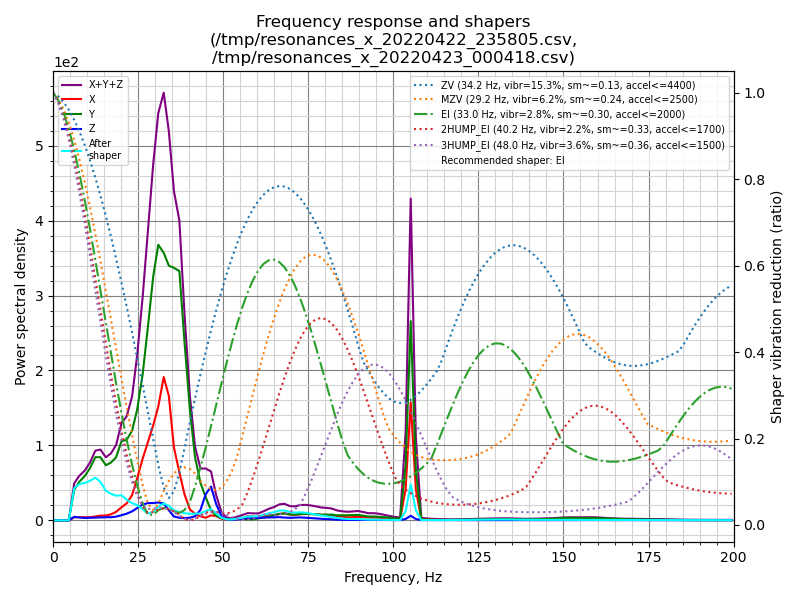 Frequency response and shapers
(/tmp/resonances_x_20220422_235805.csv,
/tmp/resonances_x_20220423_000418.csv)
1e2
X+Y+Z
X
Y
Z
After
shaper
ZV (34.2 Hz, vibr=15.3%, sm~=0.13, accel<=4400)
MZV (29.2 Hz, vibr=6.2%, sm~=0.24, accel<=2500)
EI (33.0 Hz, vibr=2.8%, sm~=0.30, accel<=2000)
2HUMP_EI (40.2 Hz, vibr=2.2%, sm~=0.33, accel<=1700)
3HUMP_EI (48.0 Hz, vibr=3.6%, sm~=0.36, accel<=1500)
Recommended shaper: EI
Power spectral density
5
4
3
2
1
0
1.0
0.8
0.6
0.4
0.2
0.0
Shaper vibration reduction (ratio)
0 25 50 75 100 125 150 175 200
Frequency, Hz